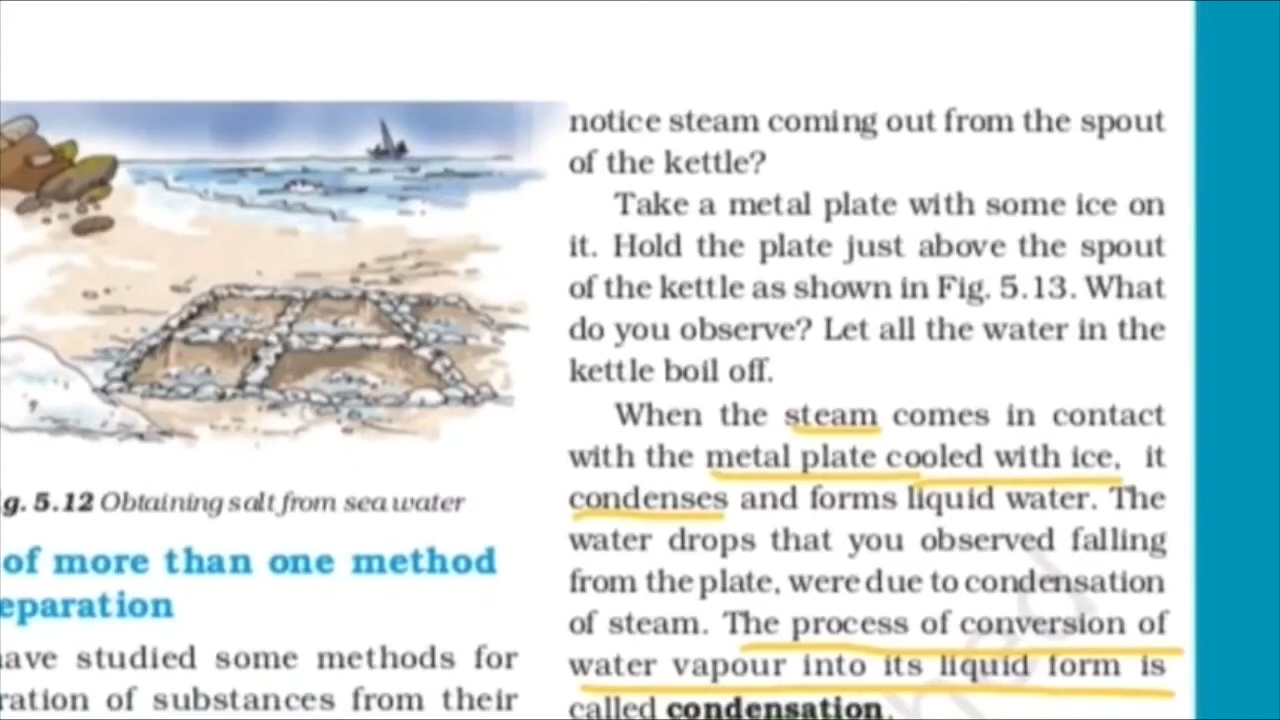 g. 5.12 Obtaining salt from sea water
of more than one method
eparation
have studied some methods for
ration of substances from their
notice steam coming out from the spout
of the kettle?
Take a metal plate with some ice on
it. Hold the plate just above the spout
of the kettle as shown in Fig. 5.13. What
do you observe? Let all the water in the
kettle boil off.
When the steam comes in contact
with the metal plate cooled with ice, it
condenses and forms liquid water. The
water drops that you observed falling
from the plate, were due to condensation
of steam. The process of conversion of
water vapour into its liquid form is
called condensation.